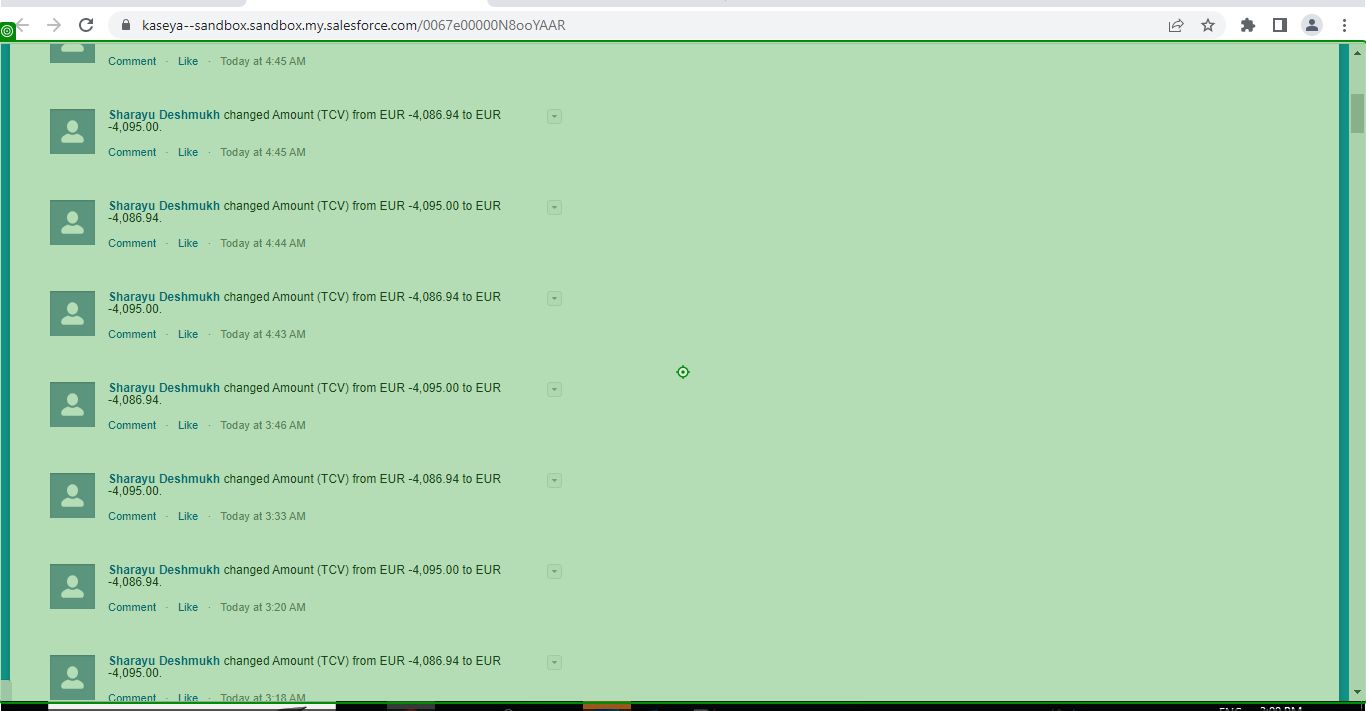 kaseya--sandbox.sandbox.my.salesforce.com/0067e00000N8ooYAAR
Comment · Like · Today at 4:45 AM
Sharayu Deshmukh changed Amount (TCV) from EUR -4,086.94 to EUR
-4,095.00.
Comment · Like · Today at 4:45 AM
Sharayu Deshmukh changed Amount (TCV) from EUR -4,095.00 to EUR
-4,086.94.
Comment · Like · Today at 4:44 AM
Sharayu Deshmukh changed Amount (TCV) from EUR -4,086.94 to EUR
-4,095.00.
Comment · Like · Today at 4:43 AM
Sharayu Deshmukh changed Amount (TCV) from EUR -4,095.00 to EUR
-4,086.94.
Comment · Like · Today at 3:46 AM
Sharayu Deshmukh changed Amount (TCV) from EUR -4,086.94 to EUR
-4,095.00.
Comment · Like · Today at 3:33 AM
Sharayu Deshmukh changed Amount (TCV) from EUR -4,095.00 to EUR
-4,086.94.
Comment · Like · Today at 3:20 AM
Sharayu Deshmukh changed Amount (TCV) from EUR -4,086.94 to EUR
-4,095.00.
Comment · Like · Today at 3:18 AM